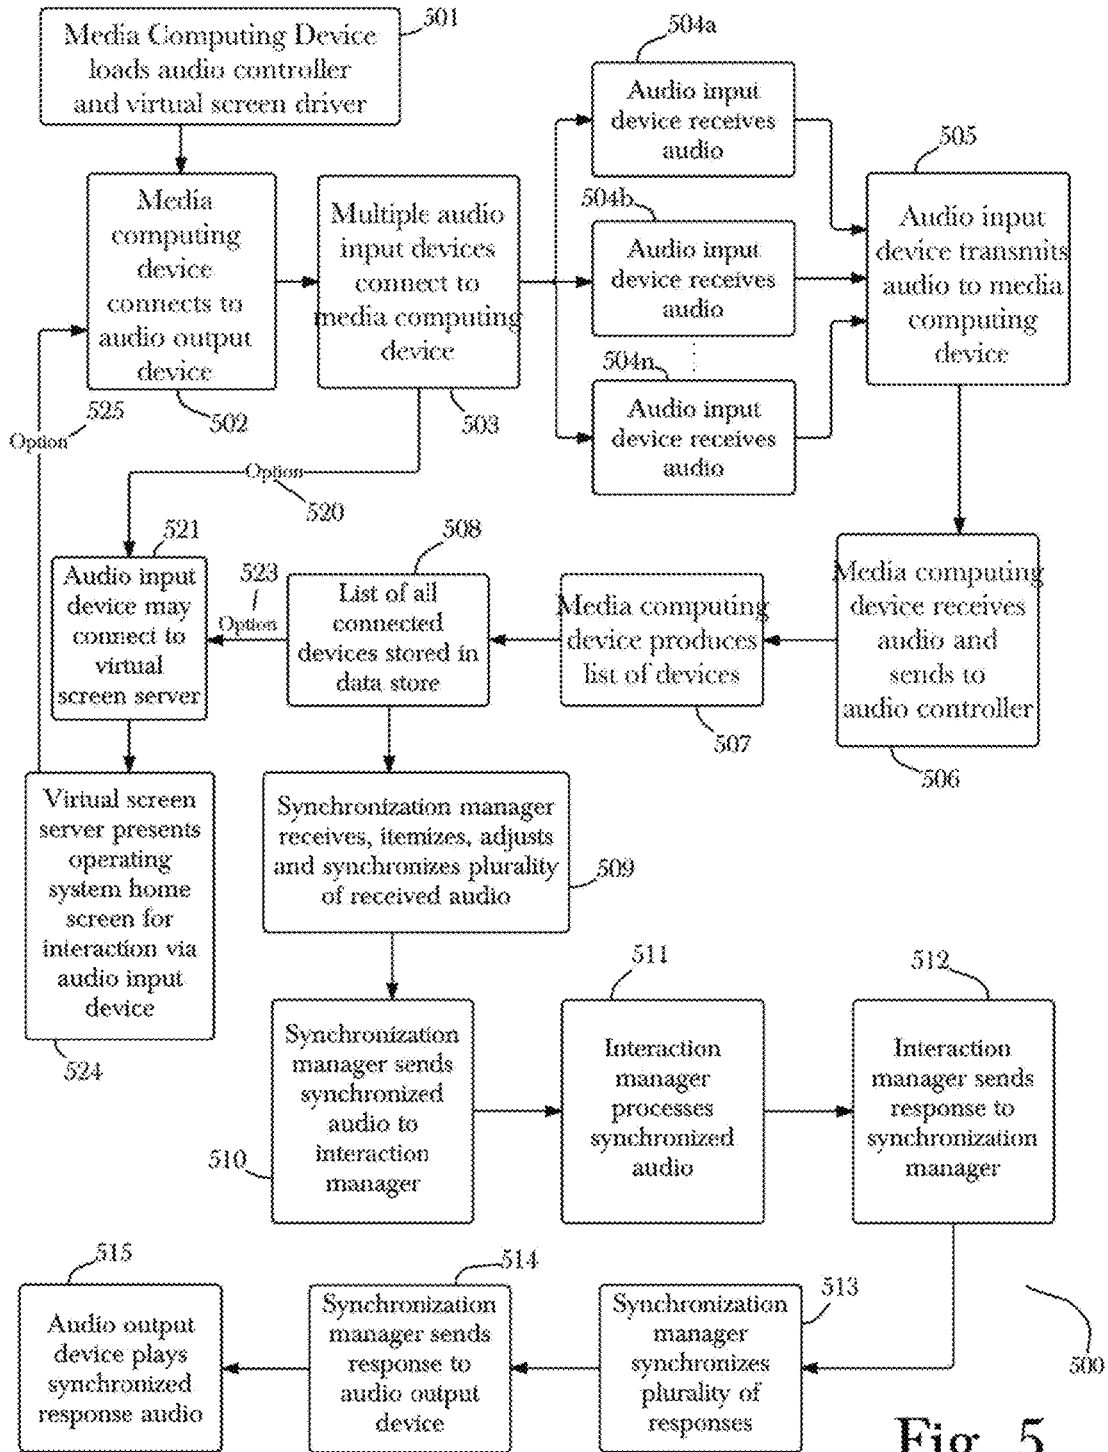 501
Media Computing Device
loads audio controller
and virtual screen driver
504a
Audio input
device receives
audio
505
Media
computing
device
connects to
audio output
device
502
Multiple audio
input devices
connect to
media computing
device
503
504b
Audio input
device receives
audio
504n
Audio input
device receives
audio
Audio input
device transmits
audio to media
computing
device
525
Option
Option
520
521
Audio input
device may
connect to
virtual
screen server
523
Option
508
List of all
connected
devices stored in
data store
Media computing
device produces
list of devices
507
Media computing
device receives
audio and
sends to
audio controller
506
Virtual screen
server presents
operating
system home
screen for
interaction via
audio input
device
524
Synchronization manager
receives, itemizes, adjusts
and synchronizes plurality
of received audio
509
510
Synchronization
manager sends
synchronized
audio to
interaction
manager
511
Interaction
manager
processes
synchronized
audio
512
Interaction
manager sends
response to
synchronization
manager
515
Audio output
device plays
synchronized
response audio
514
Synchronization
manager sends
response to
audio output
device
513
Synchronization
manager
synchronizes
plurality of
responses
500
Fig. 5